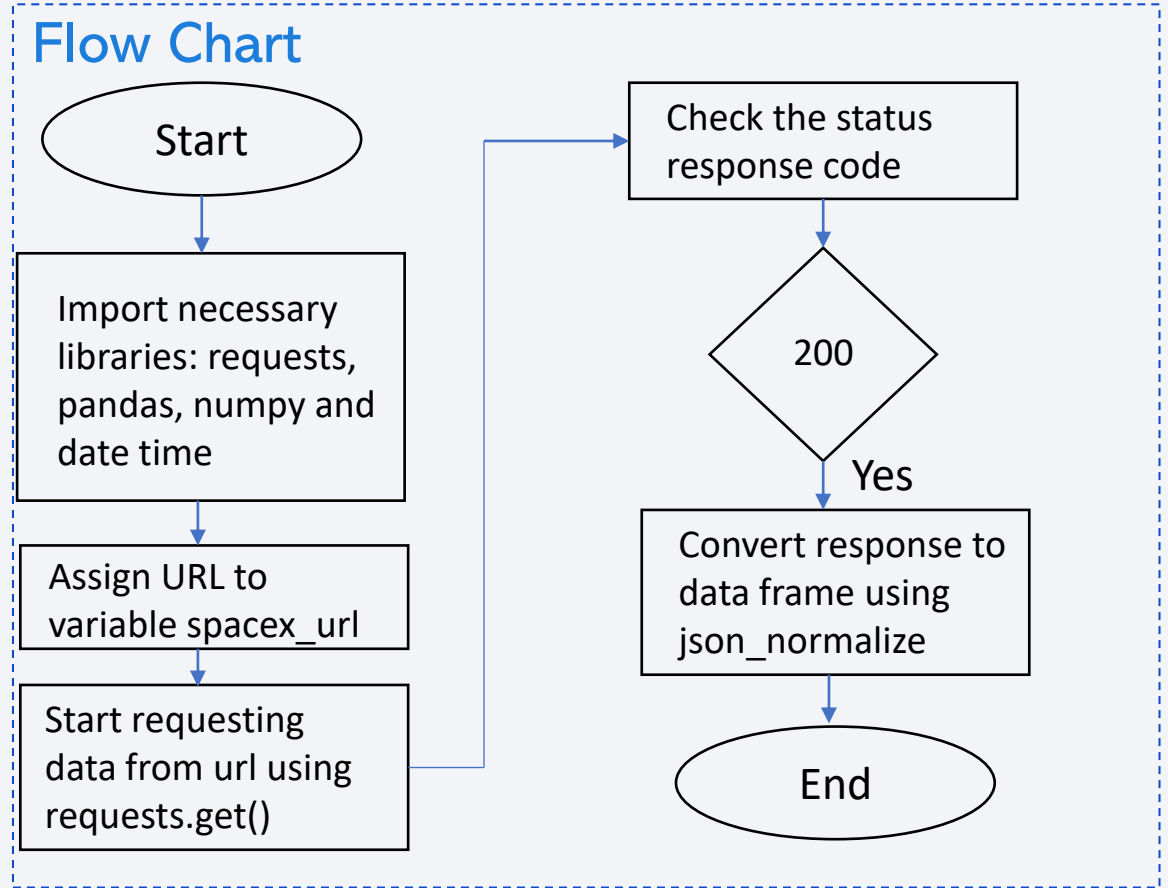 Flow Chart
Start
Import necessary
libraries: requests,
pandas, numpy and
date time
Assign URL to
variable spacex_url
Start requesting
data from url using
requests.get()
Check the status
response code
200
Yes
Convert response to
data frame using
json_normalize
End